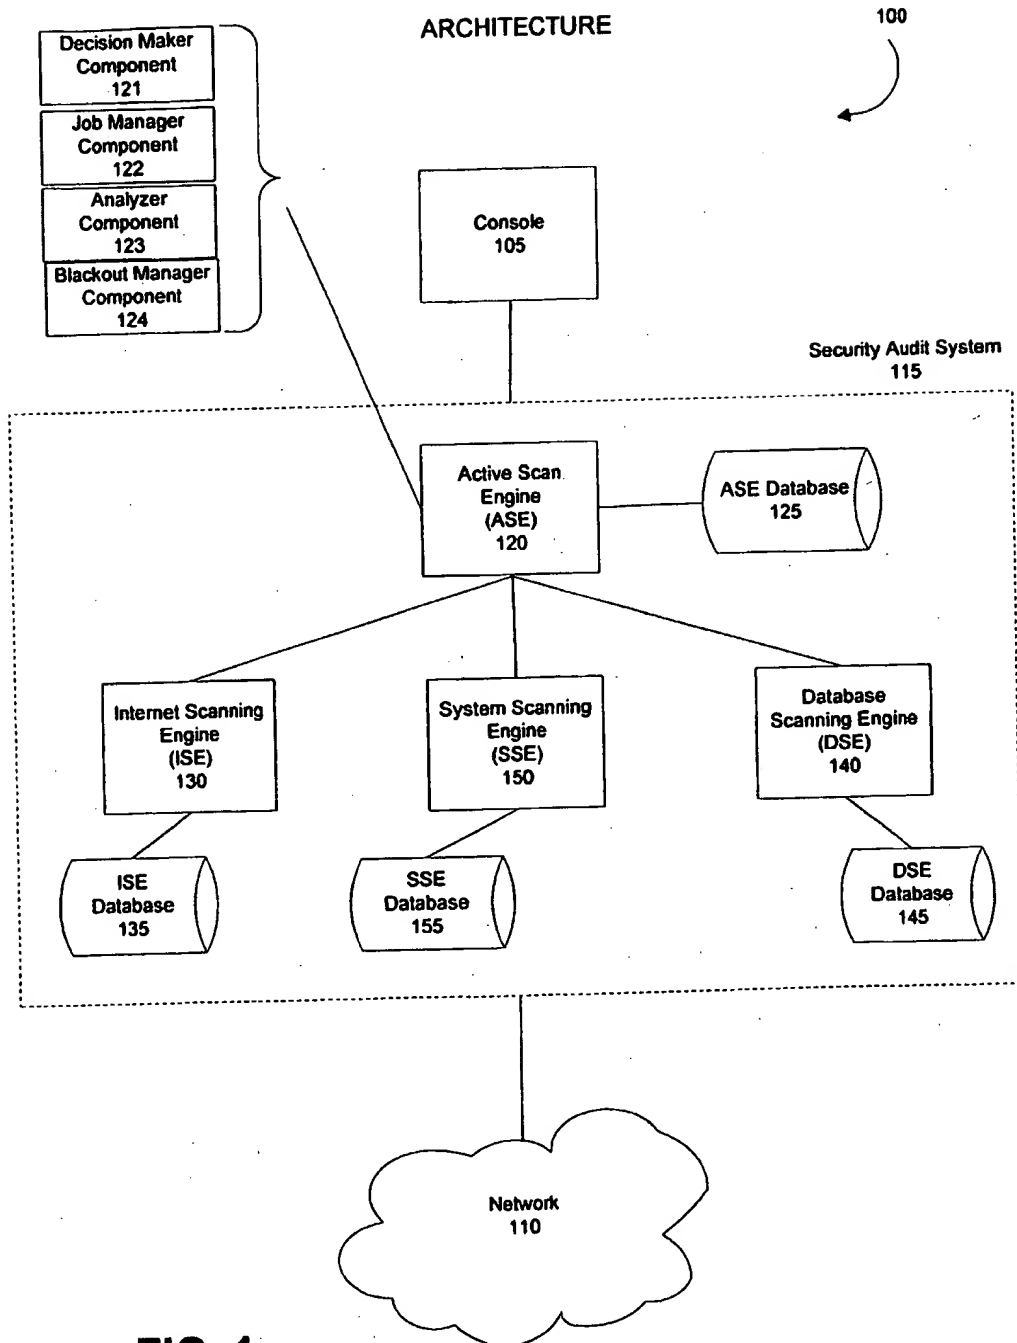 ARCHITECTURE
100
Decision Maker
Component
121
Job Manager
Component
122
Analyzer
Component
123
Blackout Manager
Component
124
Console
105
Security Audit System
115
Active Scan
Engine
(ASE)
120
ASE Database
125
Internet Scanning
Engine
(ISE)
130
System Scanning
Engine
(SSE)
150
Database
Scanning Engine
(DSE)
140
ISE
Database
135
SSE
Database
155
DSE
Database
145
Network
110
FIG. 1